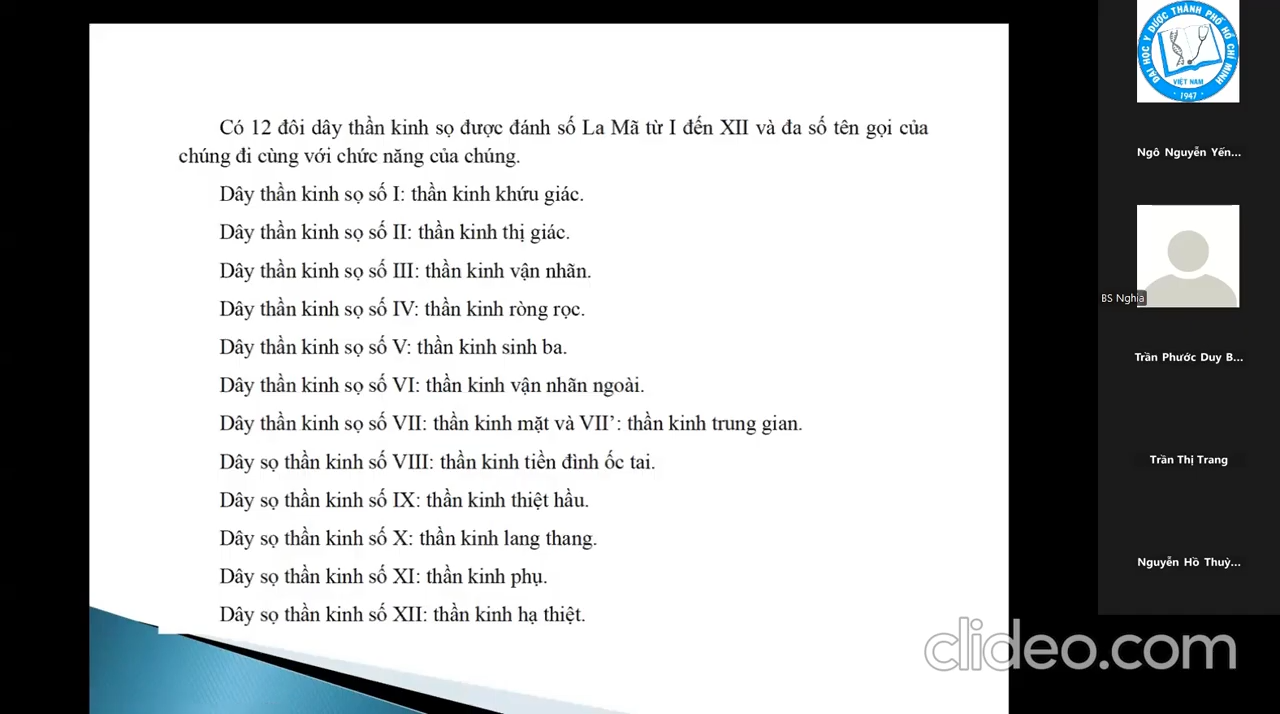 Có 12 đôi dây thần kinh sọ được đánh số La Mã từ I đến XII và đa số tên gọi của
chúng đi cùng với chức năng của chúng.
Dây thần kinh sọ số I: thần kinh khứu giác.
Dây thần kinh sọ số II: thần kinh thị giác.
Dây thần kinh sọ số III: thần kinh vận nhãn.
Dây thần kinh sọ số IV: thần kinh ròng rọc.
Dây thần kinh sọ số V: thần kinh sinh ba.
Dây thần kinh sọ số VI: thần kinh vận nhãn ngoài.
Dây thần kinh sọ số VII: thần kinh mặt và VII’: thần kinh trung gian.
Dây sọ thần kinh số VIII: thần kinh tiền đình ốc tai.
Dây sọ thần kinh số IX: thần kinh thiệt hầu.
Dây sọ thần kinh số X: thần kinh lang thang.
Dây sọ thần kinh số XI: thần kinh phụ.
Dây sọ thần kinh số XII: thần kinh hạ thiệt.
ĐẠI HỌC Y DƯỢC THÀNH PHỐ HỒ CHÍ MINH
VIỆT NAM
1947
Ngô Nguyễn Yến...
BS Nghia
Trần Phước Duy B...
Trần Thị Trang
Nguyễn Hồ Thuỳ...
clideo.com